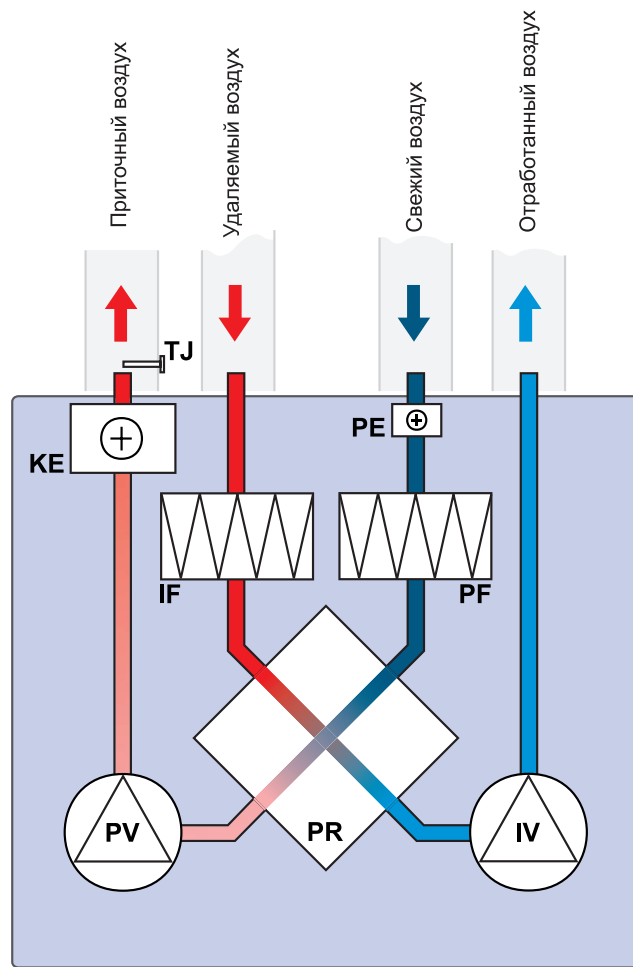 Приточный воздух
Удаляемый воздух
Свежий воздух
Отработанный воздух
TJ
KE
PE
IF
PF
PV
PR
IV